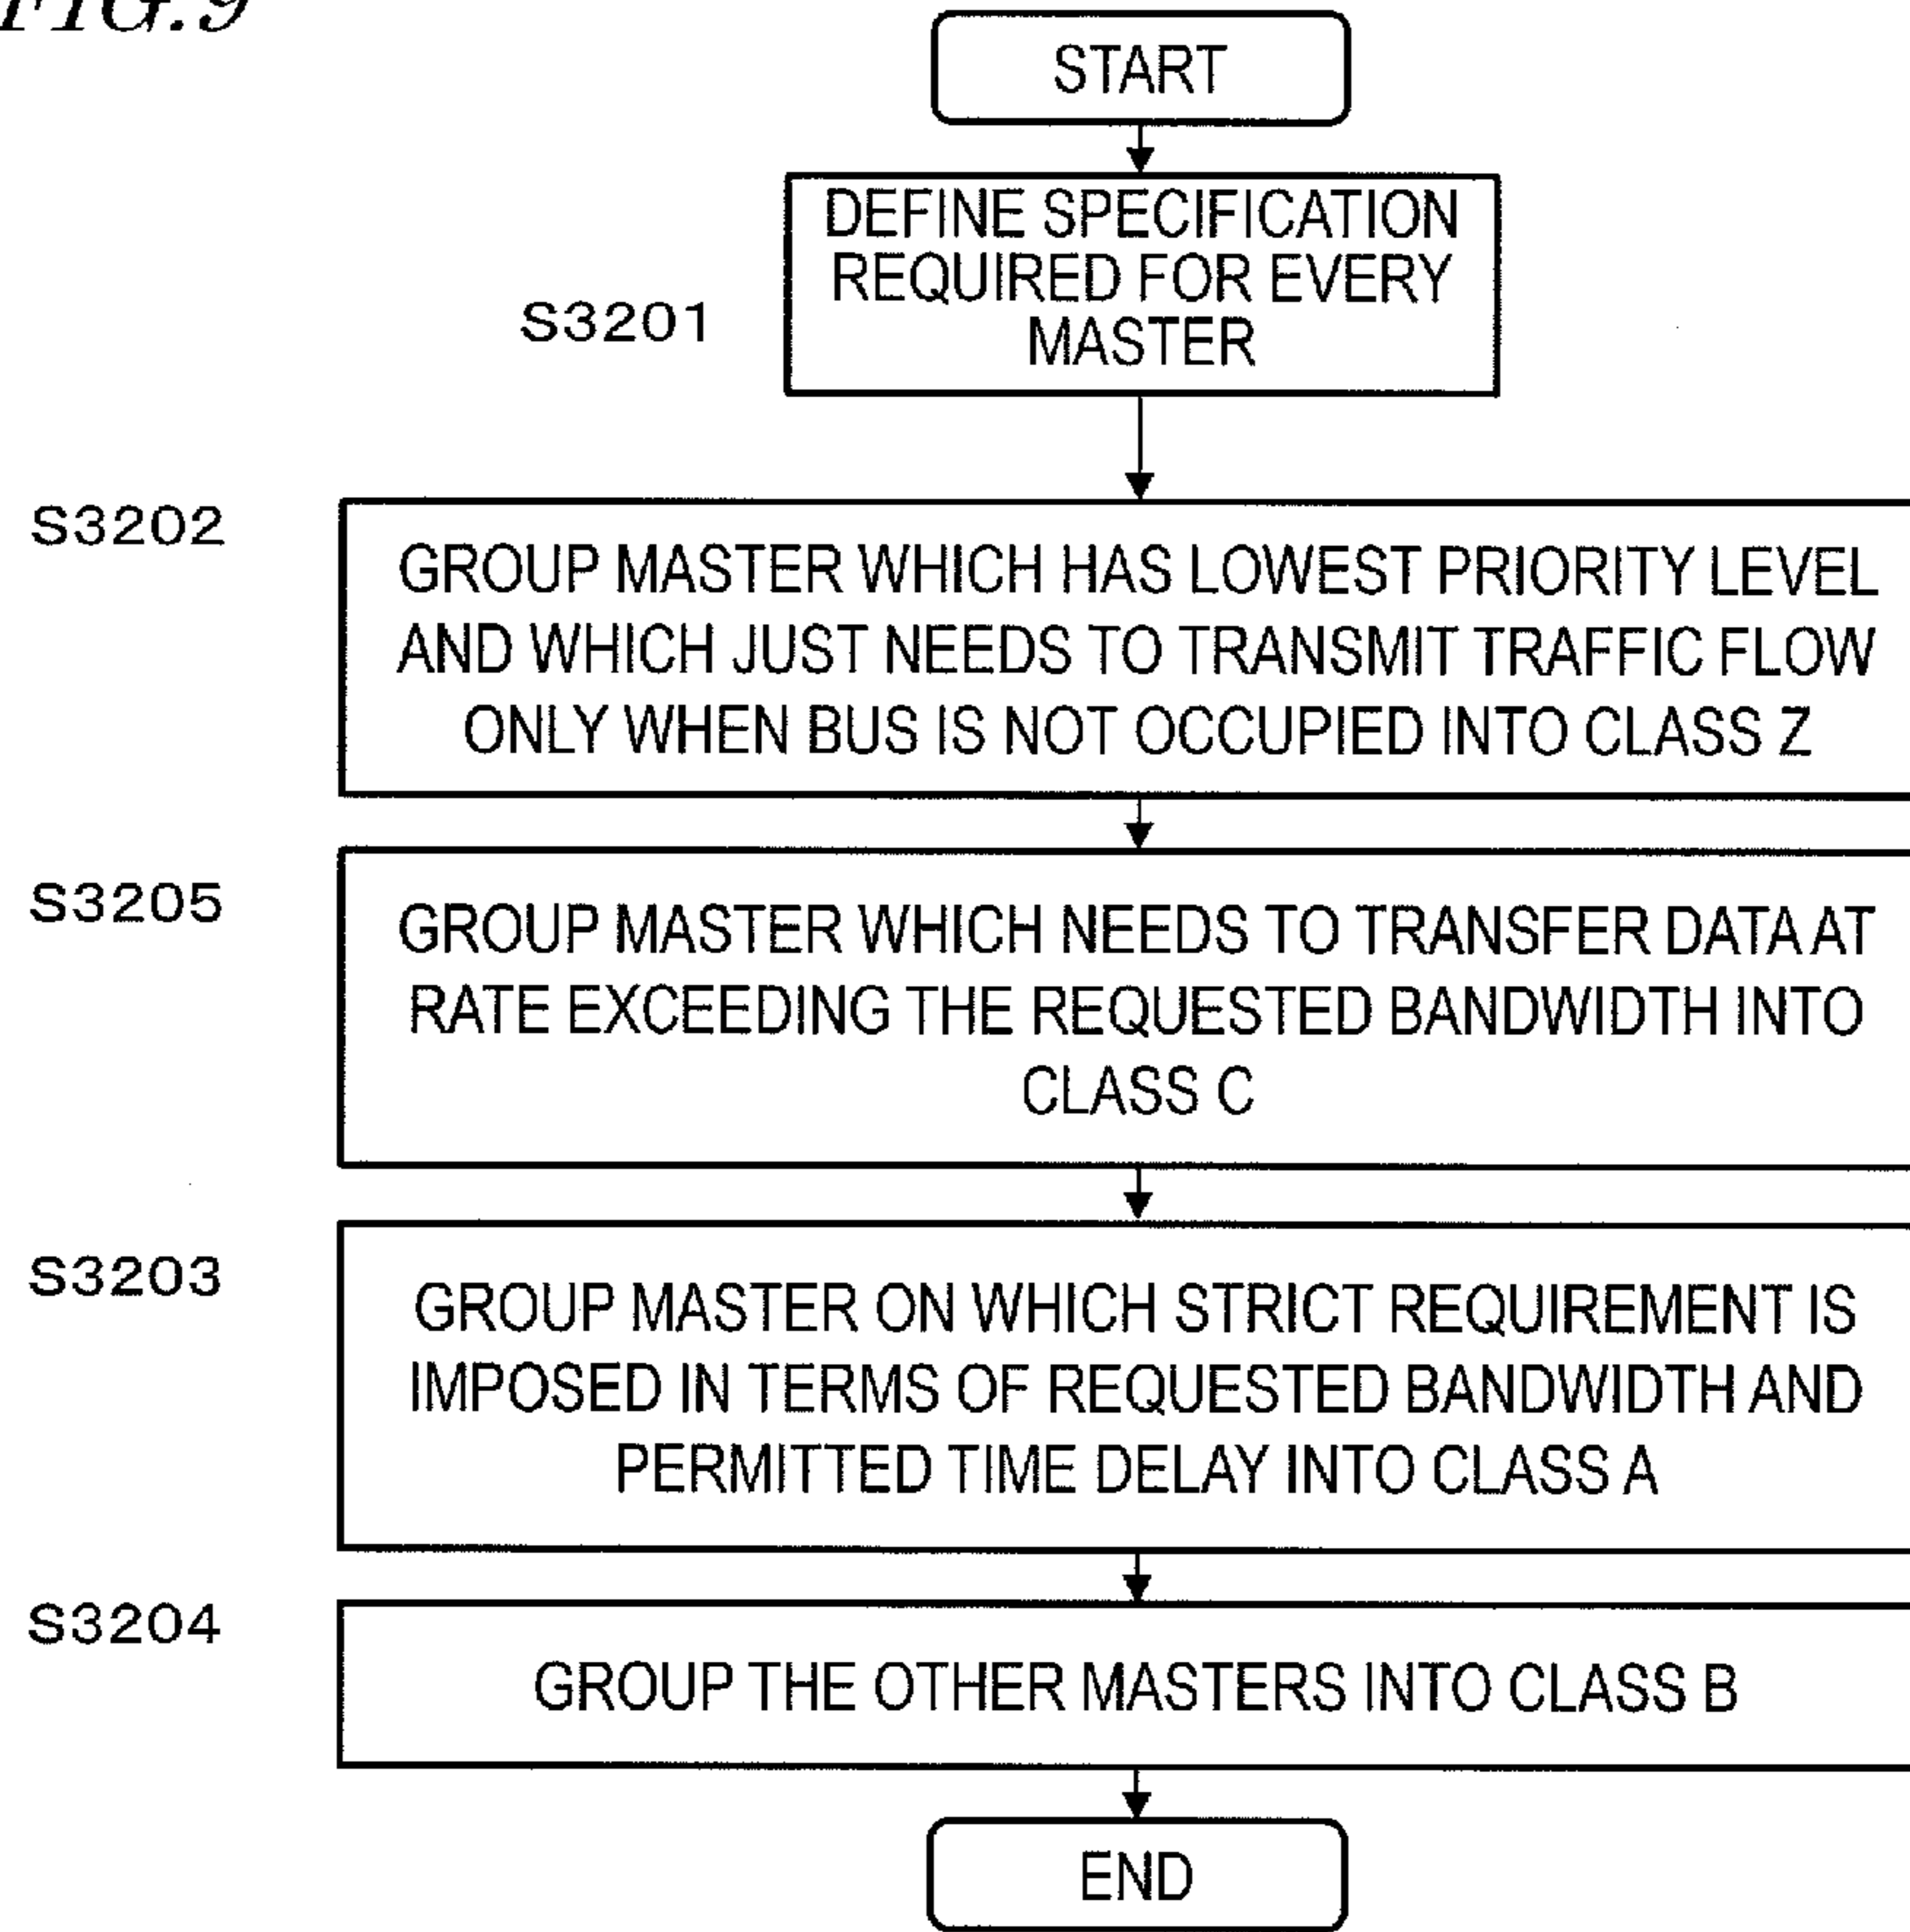 FIG. 9
START
DEFINE SPECIFICATION
REQUIRED FOR EVERY
MASTER
S3201
S3202
GROUP MASTER WHICH HAS LOWEST PRIORITY LEVEL
AND WHICH JUST NEEDS TO TRANSMIT TRAFFIC FLOW
ONLY WHEN BUS IS NOT OCCUPIED INTO CLASS Z
S3205
GROUP MASTER WHICH NEEDS TO TRANSFER DATA AT
RATE EXCEEDING THE REQUESTED BANDWIDTH INTO
CLASS C
S3203
GROUP MASTER ON WHICH STRICT REQUIREMENT IS
IMPOSED IN TERMS OF REQUESTED BANDWIDTH AND
PERMITTED TIME DELAY INTO CLASS A
S3204
GROUP THE OTHER MASTERS INTO CLASS B
END